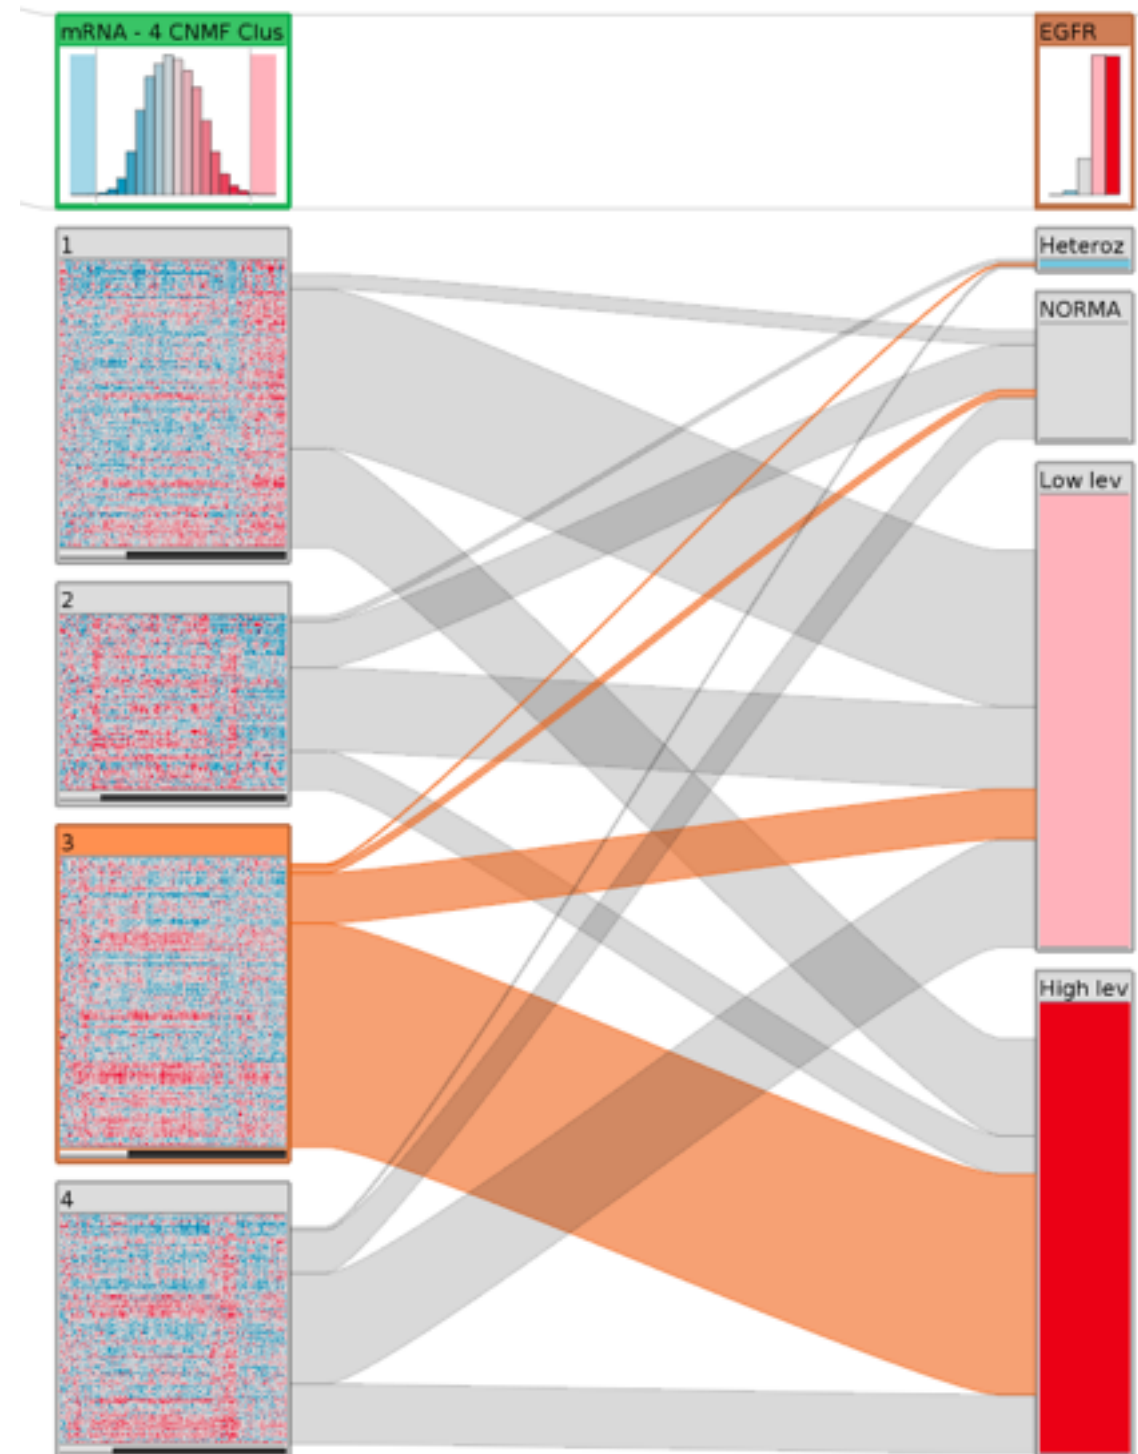 mRNA - 4 CNMF Clus
EGFR
1
Heteroz
NORMA
Low lev
2
3
High lev
4